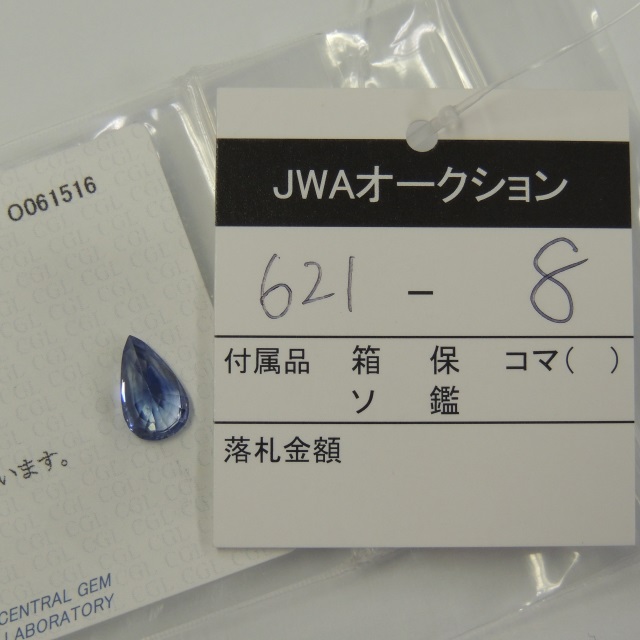 O061516
います。
CENTRAL GEM
LABORATORY
JWAオークション
621 - 8
付属品 箱 保 コマ( )
ソ 鑑
落札金額